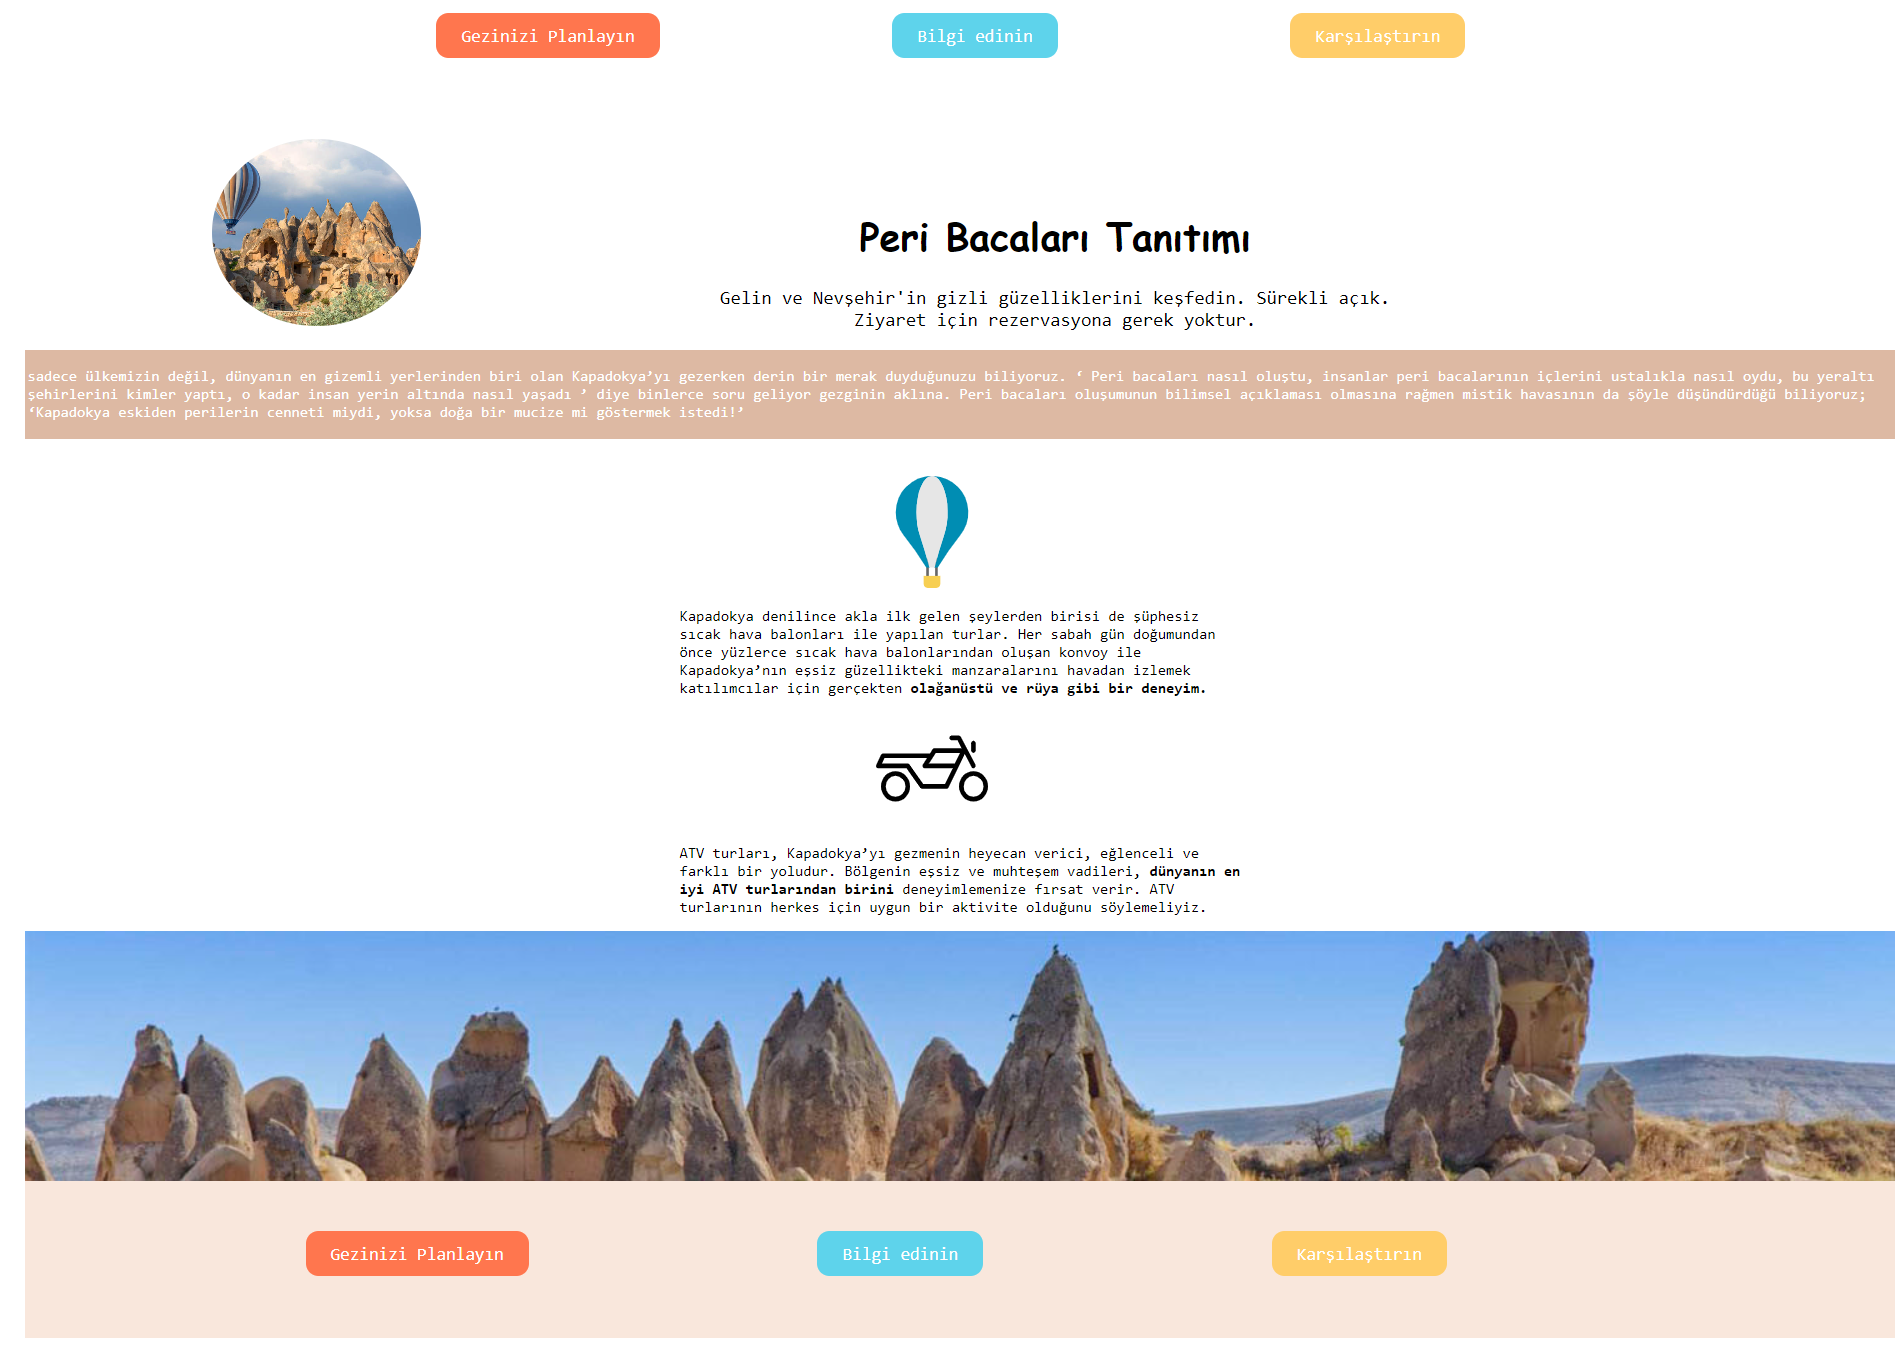 Gezinizi Planlayın
Bilgi edinin
Karşılaştırın
Peri Bacaları Tanıtımı
Gelin ve Nevşehir'in gizli güzelliklerini keşfedin. Sürekli açık.
Ziyaret için rezervasyona gerek yoktur.
sadece ülkemizin değil, dünyanın en gizemli yerlerinden biri olan Kapadokya’yı gezerken derin bir merak duyduğunuzu biliyoruz. ‘ Peri bacaları nasıl oluştu, insanlar peri bacalarının içlerini ustalıkla nasıl oydu, bu yeraltı
şehirlerini kimler yaptı, o kadar insan yerin altında nasıl yaşadı ’ diye binlerce soru geliyor gezginin aklına. Peri bacaları oluşumunun bilimsel açıklaması olmasına rağmen mistik havasının da şöyle düşündürdüğü biliyoruz;
‘Kapadokya eskiden perilerin cenneti miydi, yoksa doğa bir mucize mi göstermek istedi!’
Kapadokya denilince akla ilk gelen şeylerden birisi de şüphesiz
sıcak hava balonları ile yapılan turlar. Her sabah gün doğumundan
önce yüzlerce sıcak hava balonlarından oluşan konvoy ile
Kapadokya’nın eşsiz güzellikteki manzaralarını havadan izlemek
katılımcılar için gerçekten olağanüstü ve rüya gibi bir deneyim.
ATV turları, Kapadokya’yı gezmenin heyecan verici, eğlenceli ve
farklı bir yoludur. Bölgenin eşsiz ve muhteşem vadileri, dünyanın en
iyi ATV turlarından birini deneyimlemenize fırsat verir. ATV
turlarının herkes için uygun bir aktivite olduğunu söylemeliyiz.
Gezinizi Planlayın
Bilgi edinin
Karşılaştırın